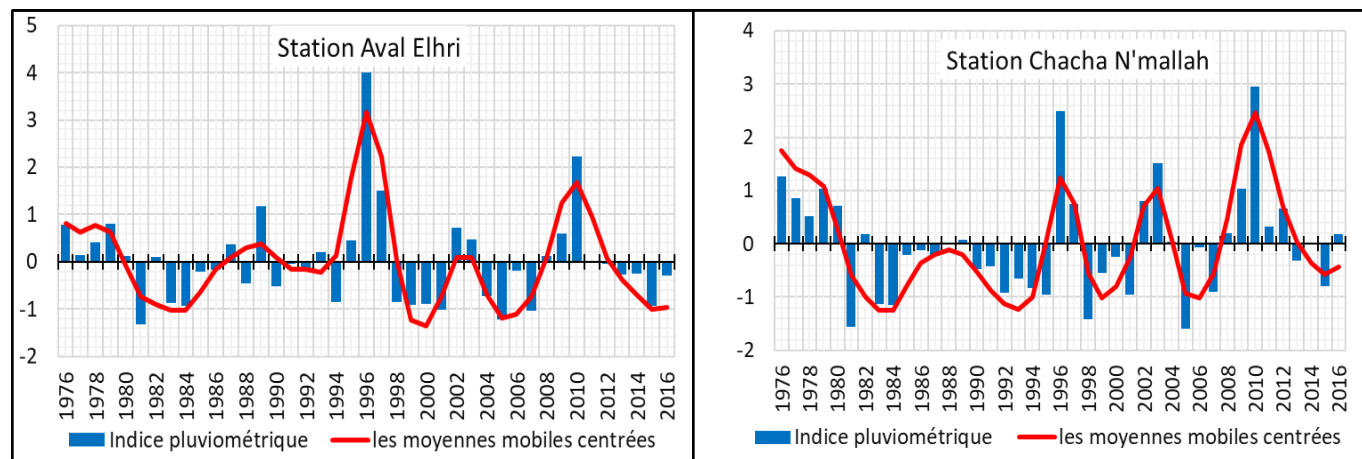 Station Aval Elhri
5
4
3
2
1
0
-1
-2
1976 1978 1980 1982 1984 1986 1988 1990 1992 1994 1996 1998 2000 2002 2004 2006 2008 2010 2012 2014 2016
Indice pluviométrique les moyennes mobiles centrées
Station Chacha N'mallah
4
3
2
1
0
-1
-2
1976 1978 1980 1982 1984 1986 1988 1990 1992 1994 1996 1998 2000 2002 2004 2006 2008 2010 2012 2014 2016
Indice pluviométrique les moyennes mobiles centrées